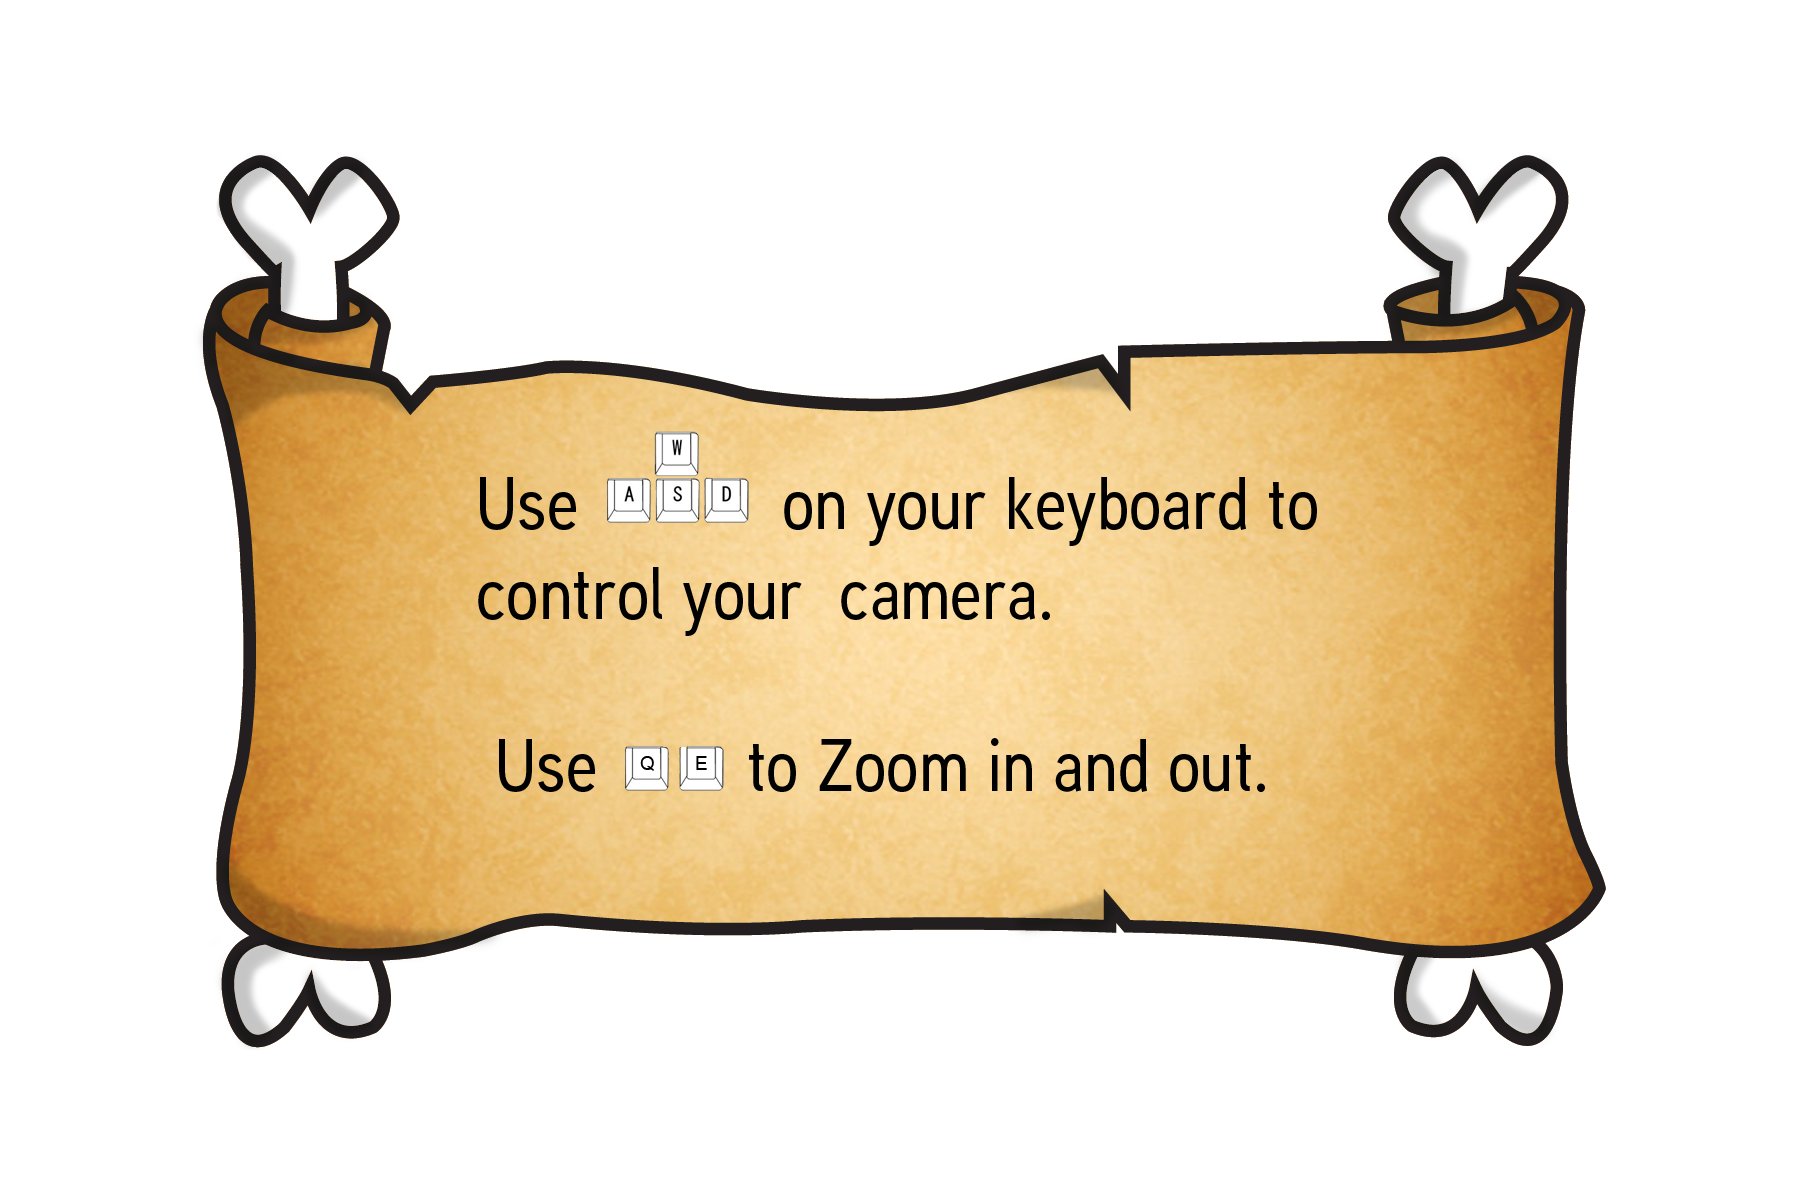 Use W A S D on your keyboard to
control your camera.
Use Q E to Zoom in and out.